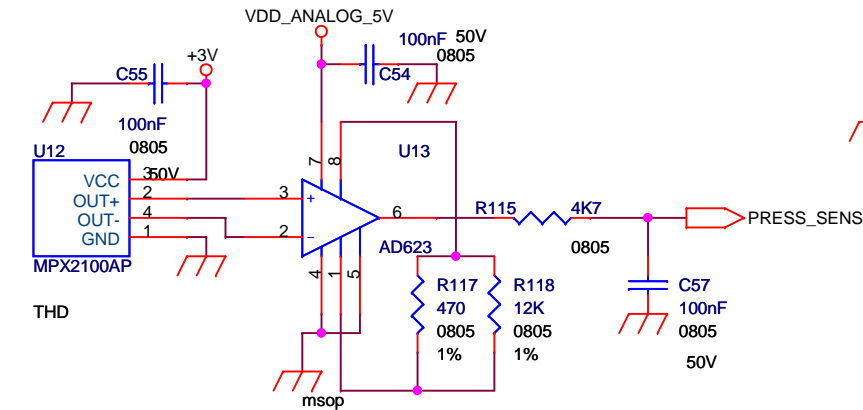 VDD_ANALOG_5V
+3V
100nF 50V
0805
C55
C54
100nF
0805
50V
U12
U13
VCC 3
OUT+ 2
OUT- 4
GND 1
MPX2100AP
THD
7
8
3
+
2
-
6
AD623
4
1
5
R115
4K7
0805
PRESS_SENS
R117
470
0805
1%
R118
12K
0805
1%
C57
100nF
0805
50V
msop